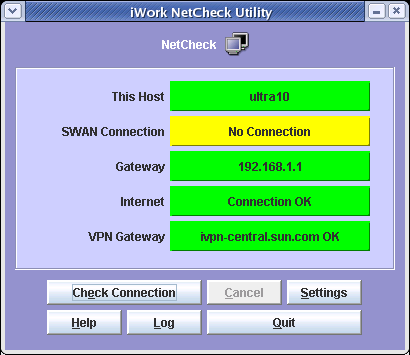 iWork NetCheck Utility
NetCheck
This Host ultra10
SWAN Connection No Connection
Gateway 192.168.1.1
Internet Connection OK
VPN Gateway ivpn-central.sun.com OK
Check Connection Cancel Settings
Help Log Quit